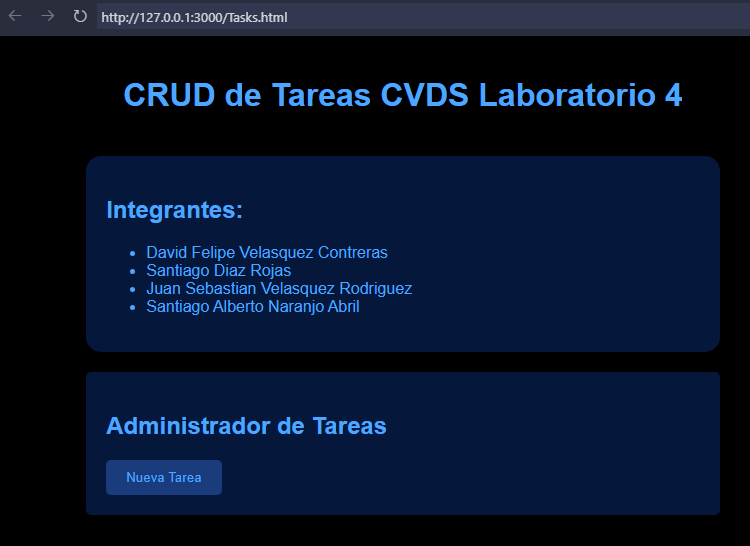 http://127.0.0.1:3000/Tasks.html
CRUD de Tareas CVDS Laboratorio 4
Integrantes:
David Felipe Velasquez Contreras
Santiago Diaz Rojas
Juan Sebastian Velasquez Rodriguez
Santiago Alberto Naranjo Abril
Administrador de Tareas
Nueva Tarea